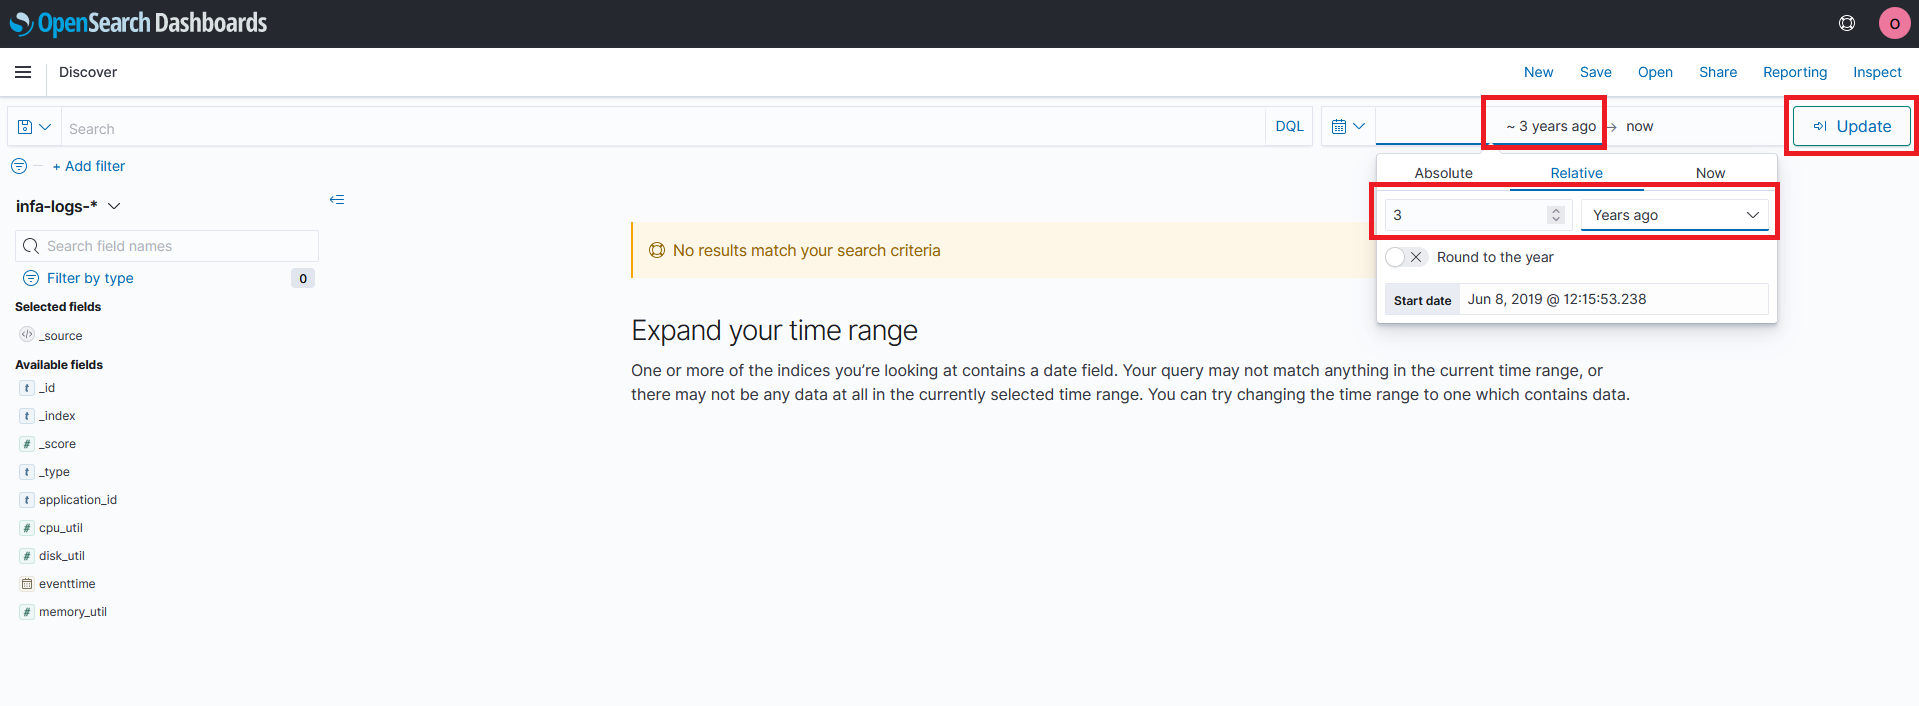 OpenSearch Dashboards
O
Discover
New Save Open Share Reporting Inspect
Search
DQL
~ 3 years ago → now
Update
+ Add filter
Absolute Relative Now
3
Years ago
Round to the year
Start date Jun 8, 2019 @ 12:15:53.238
infa-logs-*
Search field names
Filter by type 0
Selected fields
_source
Available fields
t _id
t _index
# _score
t _type
t application_id
# cpu_util
# disk_util
eventtime
# memory_util
No results match your search criteria
Expand your time range
One or more of the indices you’re looking at contains a date field. Your query may not match anything in the current time range, or
there may not be any data at all in the currently selected time range. You can try changing the time range to one which contains data.